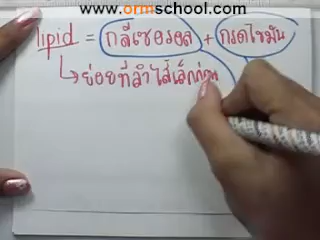 www.ormschool.com
lipid = กลีเซอรอล + กรดไขมัน
↳ ย่อยที่ลำไส้เล็กก่อน